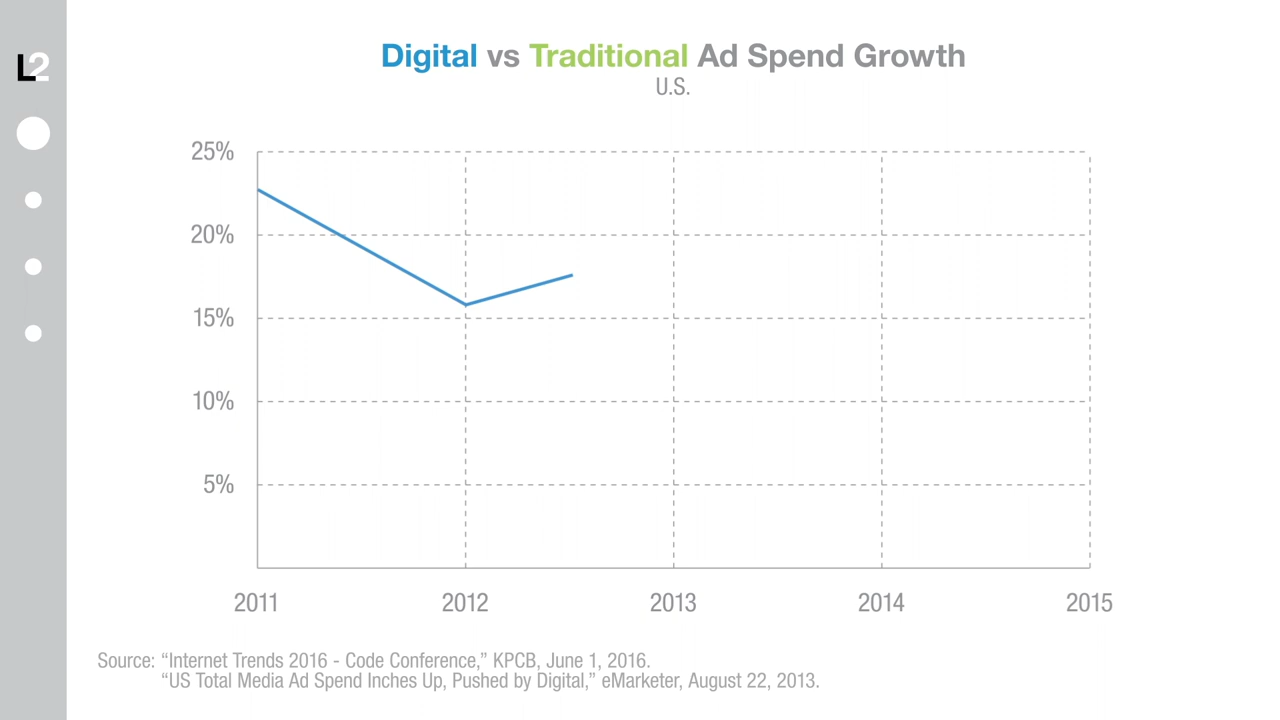 L2
Digital vs Traditional Ad Spend Growth
U.S.
25%
20%
15%
10%
5%
2011 2012 2013 2014 2015
Source: “Internet Trends 2016 - Code Conference,” KPCB, June 1, 2016.
“US Total Media Ad Spend Inches Up, Pushed by Digital,” eMarketer, August 22, 2013.